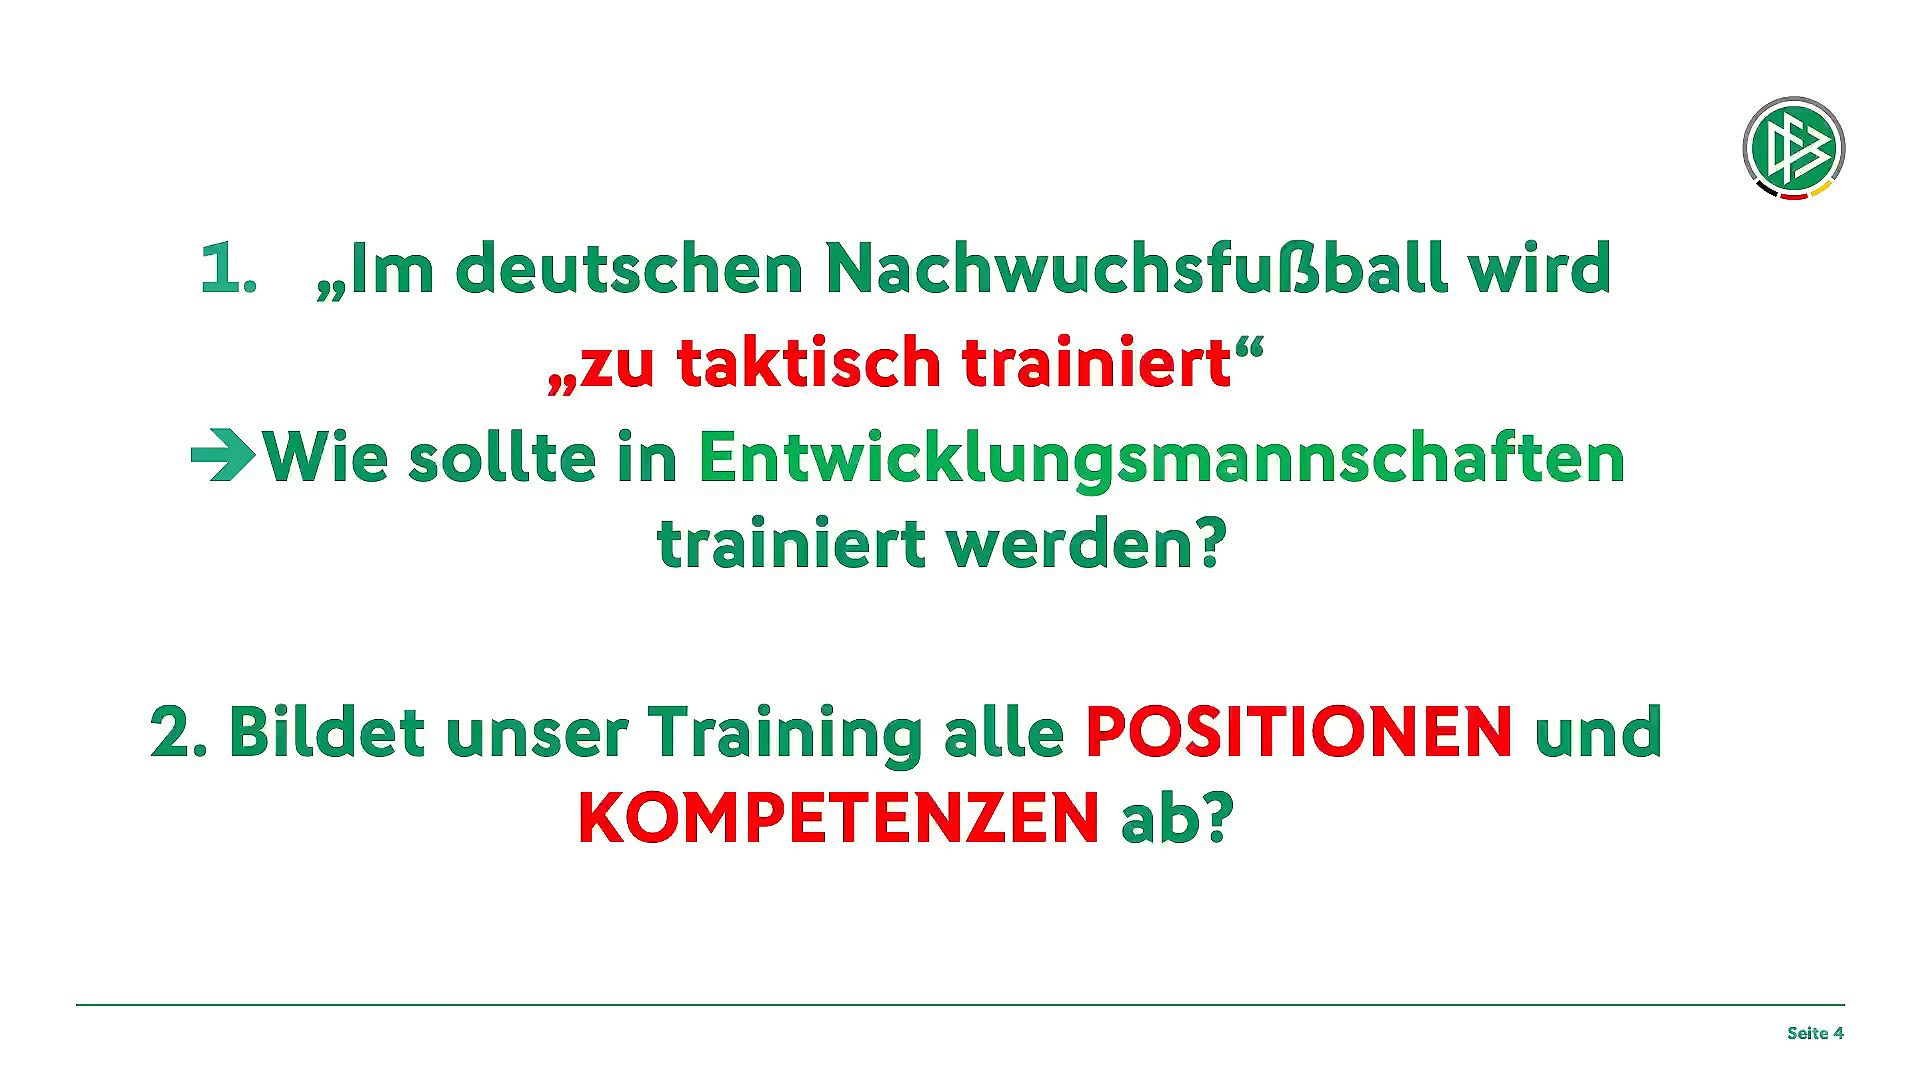 DFB
1. „Im deutschen Nachwuchsfußball wird
„zu taktisch trainiert“
→Wie sollte in Entwicklungsmannschaften
trainiert werden?
2. Bildet unser Training alle POSITIONEN und
KOMPETENZEN ab?
Seite 4